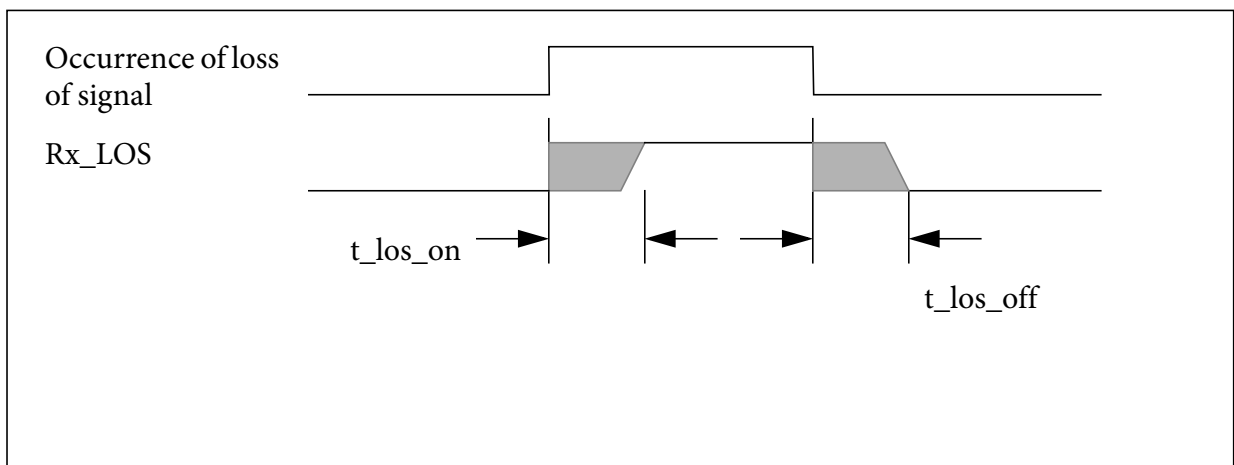 Occurrence of loss
of signal
Rx_LOS
t_los_on
t_los_off